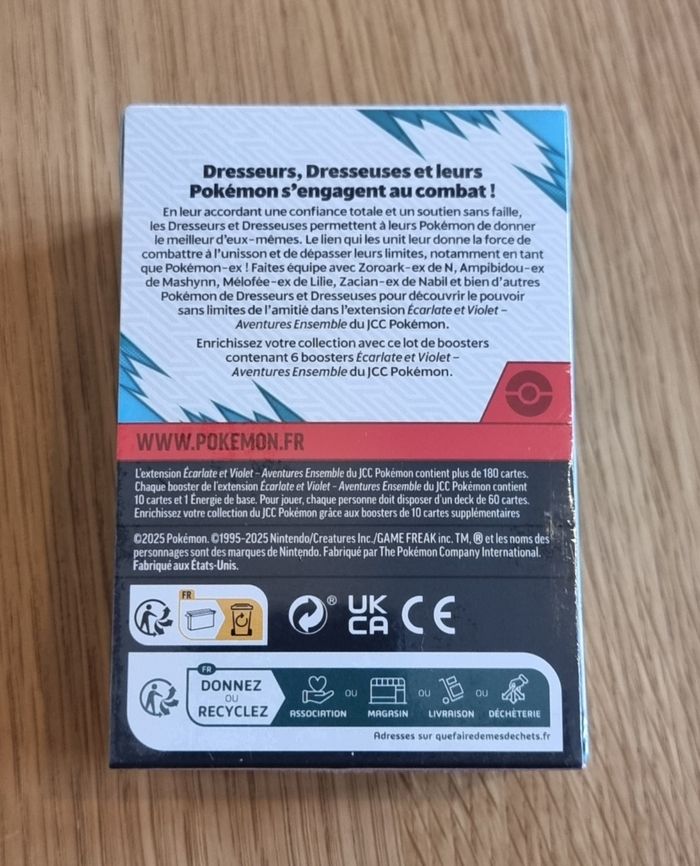 Dresseurs, Dresseuses et leurs
Pokémon s'engagent au combat !
En leur accordant une confiance totale et un soutien sans faille,
les Dresseurs et Dresseuses permettent à leurs Pokémon de donner
le meilleur d'eux-mêmes. Le lien qui les unit leur donne la force de
combattre à l'unisson et de dépasser leurs limites, notamment en tant
que Pokémon-ex ! Faites équipe avec Zoroark-ex de N, Ampibidou-ex
de Mashynn, Mélofée-ex de Lilie, Zacian-ex de Nabil et bien d'autres
Pokémon de Dresseurs et Dresseuses pour découvrir le pouvoir
sans limites de l'amitié dans l'extension Écarlate et Violet –
Aventures Ensemble du JCC Pokémon.
Enrichissez votre collection avec ce lot de boosters
contenant 6 boosters Écarlate et Violet –
Aventures Ensemble du JCC Pokémon.
WWW.POKEMON.FR
L'extension Écarlate et Violet – Aventures Ensemble du JCC Pokémon contient plus de 180 cartes.
Chaque booster de l'extension Écarlate et Violet – Aventures Ensemble du JCC Pokémon contient
10 cartes et 1 Énergie de base. Pour jouer, chaque personne doit disposer d'un deck de 60 cartes.
Enrichissez votre collection du JCC Pokémon grâce aux boosters de 10 cartes supplémentaires
©2025 Pokémon. ©1995-2025 Nintendo/Creatures Inc./GAME FREAK inc. TM, ® et les noms des
personnages sont des marques de Nintendo. Fabriqué par The Pokémon Company International.
Fabriqué aux États-Unis.
FR
® UK CA CE
FR
DONNEZ
OU
RECYCLEZ
ASSOCIATION OU MAGASIN OU LIVRAISON OU DÉCHÈTERIE
Adresses sur quefairedemesdechets.fr